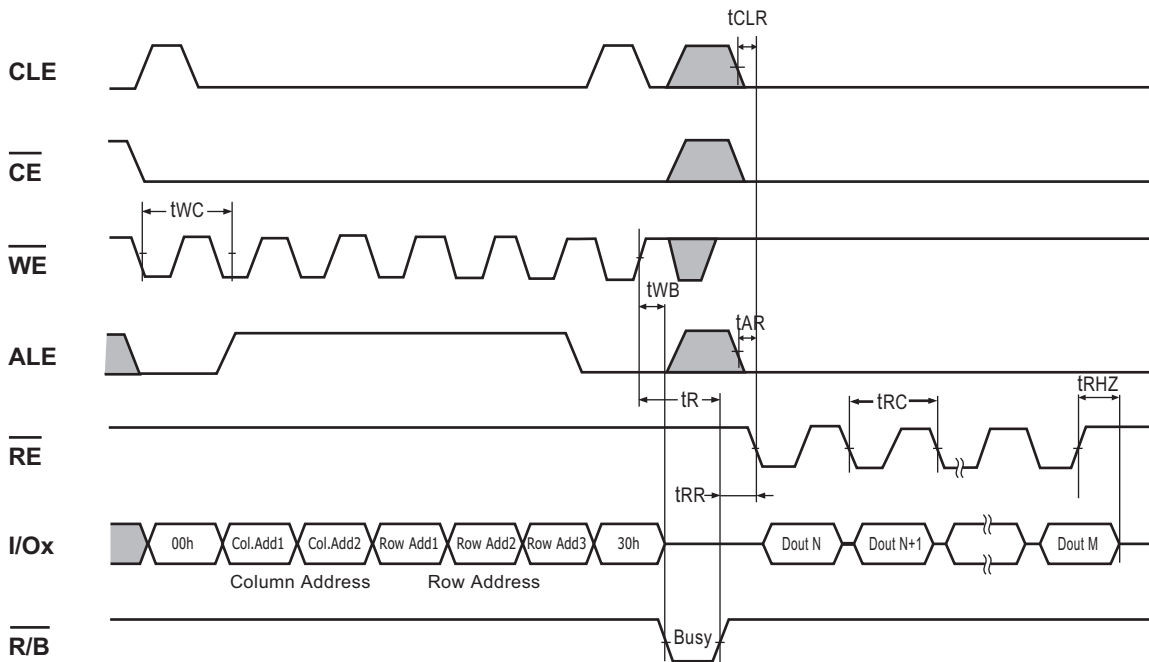 tCLR
CLE
CE
tWC
WE
tWB
tAR
ALE
tR
tRC
tRHZ
RE
tRR
I/Ox
00h Col.Add1 Col.Add2 Row Add1 Row Add2 Row Add3 30h Dout N Dout N+1 Dout M
Column Address Row Address
R/B
Busy